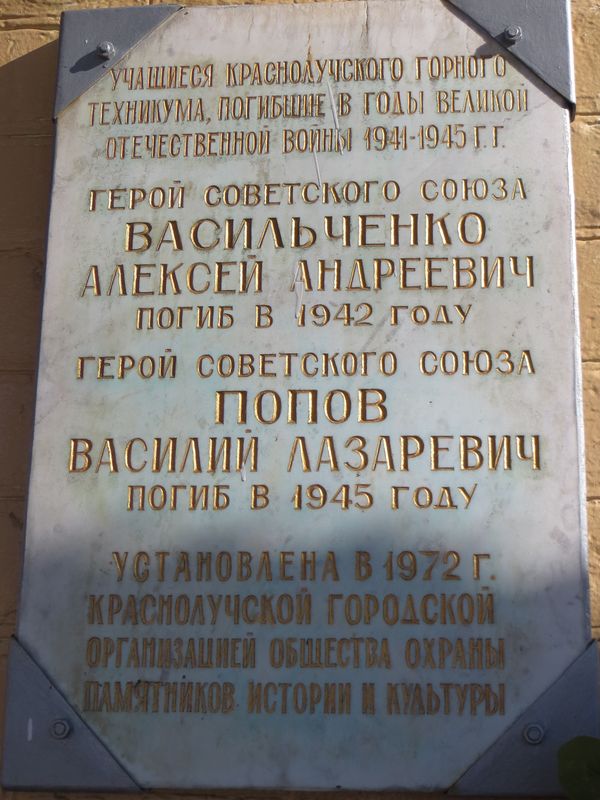 УЧАЩИЕСЯ КРАСНОЛУЧСКОГО ГОРНОГО
ТЕХНИКУМА, ПОГИБШИЕ В ГОДЫ ВЕЛИКОЙ
ОТЕЧЕСТВЕННОЙ ВОЙНЫ 1941-1945 Г.Г.
ГЕРОЙ СОВЕТСКОГО СОЮЗА
ВАСИЛЬЧЕНКО
АЛЕКСЕЙ АНДРЕЕВИЧ
ПОГИБ В 1942 ГОДУ
ГЕРОЙ СОВЕТСКОГО СОЮЗА
ПОПОВ
ВАСИЛИЙ ЛАЗАРЕВИЧ
ПОГИБ В 1945 ГОДУ
УСТАНОВЛЕНА В 1972 Г.
КРАСНОЛУЧСКОЙ ГОРОДСКОЙ
ОРГАНИЗАЦИЕЙ ОБЩЕСТВА ОХРАНЫ
ПАМЯТНИКОВ ИСТОРИИ И КУЛЬТУРЫ